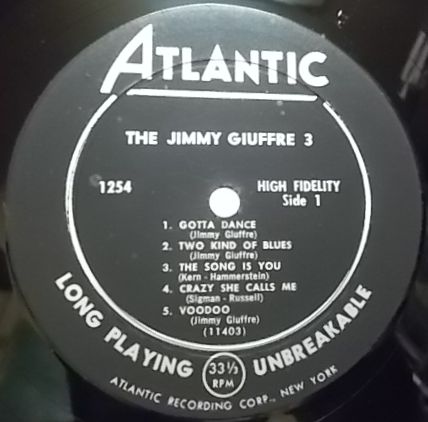 ATLANTIC
THE JIMMY GIUFFRE 3
1254
HIGH FIDELITY
Side 1
1. GOTTA DANCE
(Jimmy Giuffre)
2. TWO KIND OF BLUES
(Jimmy Giuffre)
3. THE SONG IS YOU
(Kern - Hammerstein)
4. CRAZY SHE CALLS ME
(Sigman - Russell)
5. VOODOO
(Jimmy Giuffre)
(11403)
LONG PLAYING 33 1/3 RPM UNBREAKABLE
ATLANTIC RECORDING CORP., NEW YORK